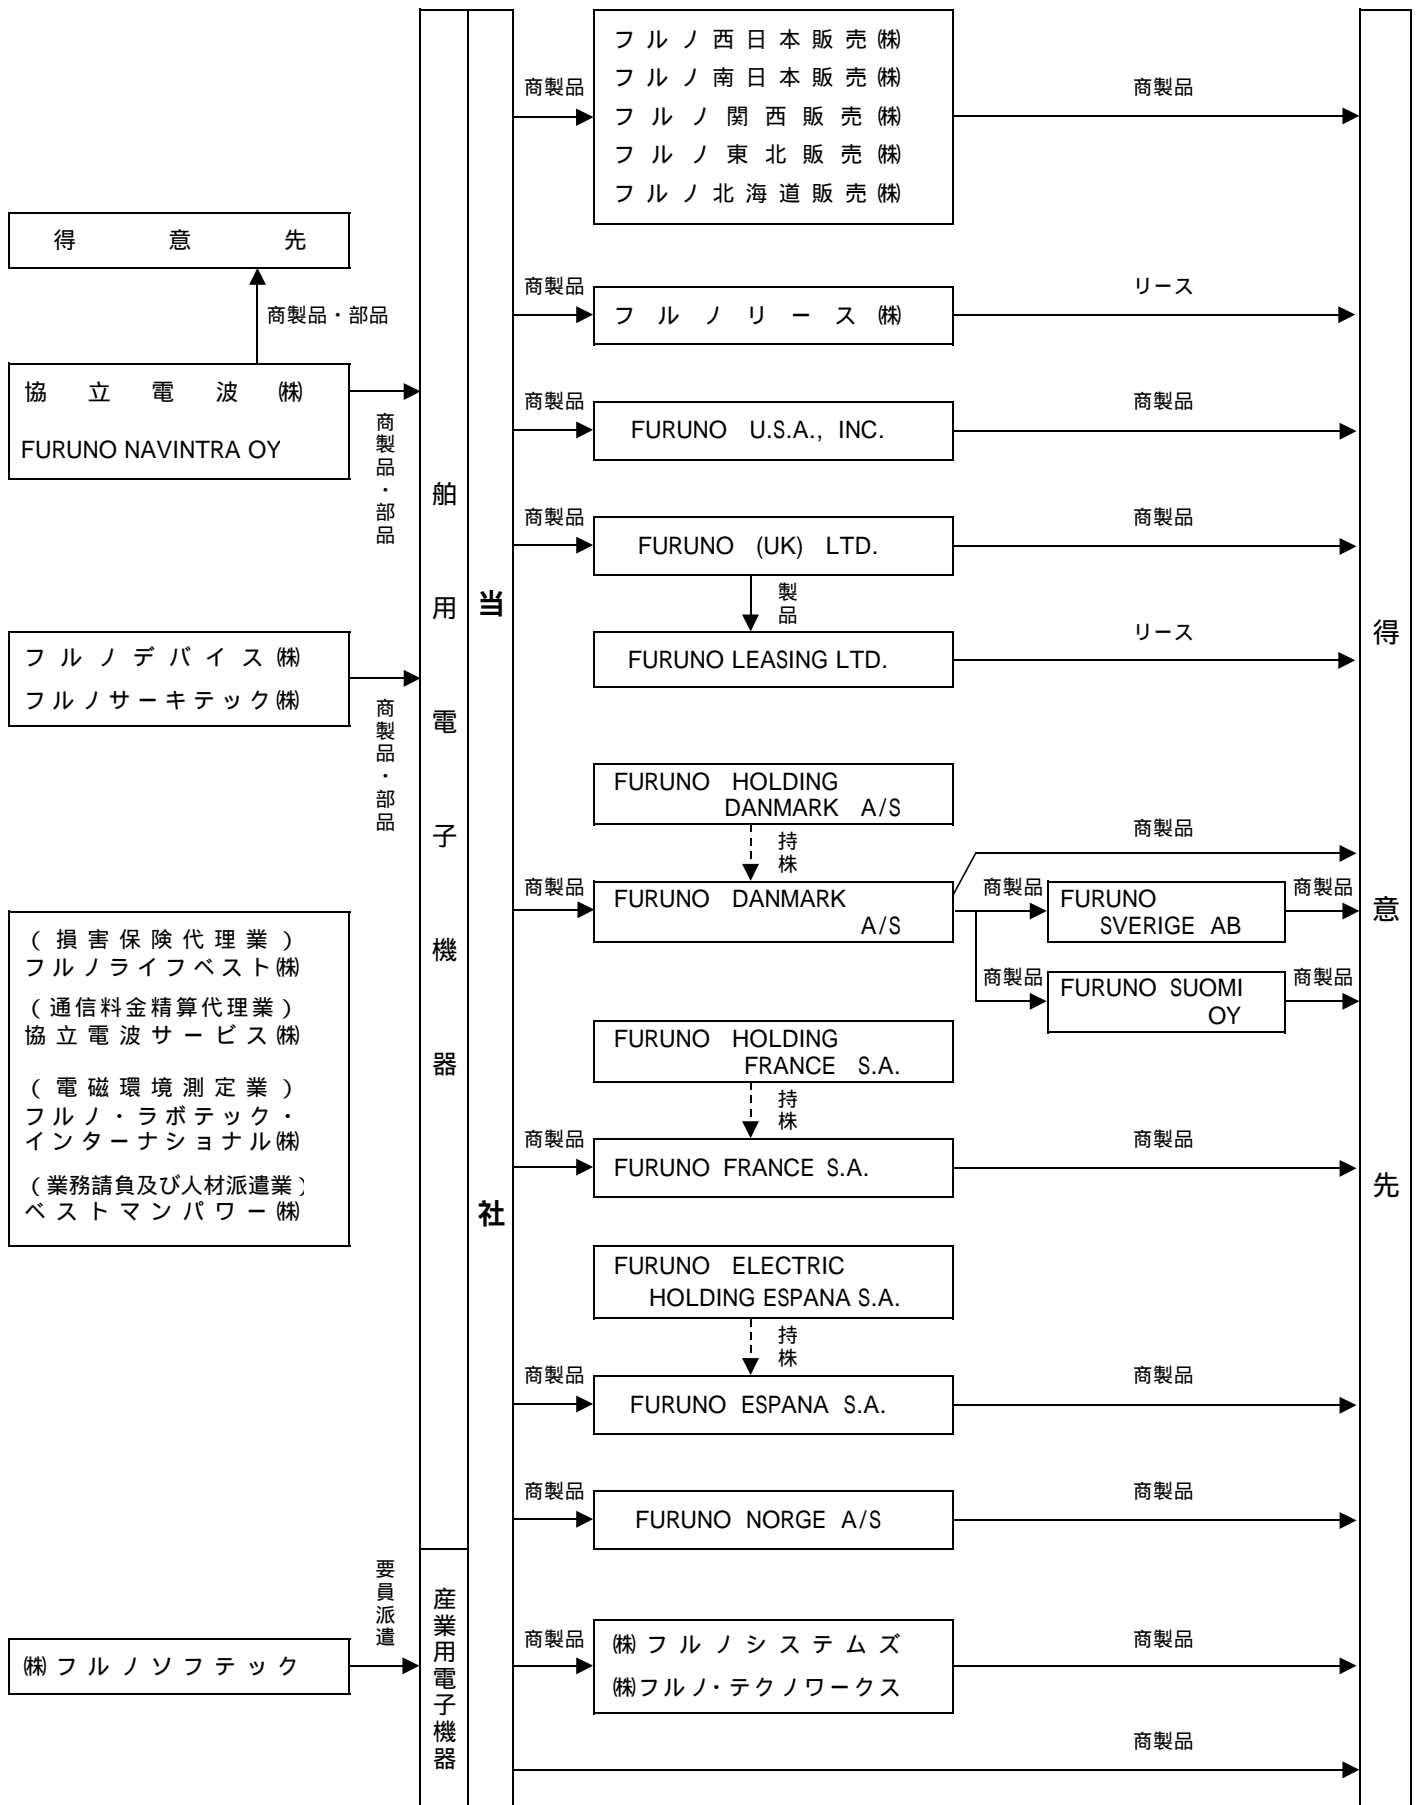 得意先
商製品・部品
協立電波㈱
FURUNO NAVINTRA OY
商製品・部品
フルノデバイス㈱
フルノサーキテック㈱
商製品・部品
(損害保険代理業)
フルノライフベスト㈱
(通信料金精算代理業)
協立電波サービス㈱
(電磁環境測定業)
フルノ・ラボテック・
インターナショナル㈱
(業務請負及び人材派遣業)
ベストマンパワー㈱
要員派遣
㈱フルノソフテック
舶用電子機器
産業用電子機器
当社
商製品
フルノ西日本販売㈱
フルノ南日本販売㈱
フルノ関西販売㈱
フルノ東北販売㈱
フルノ北海道販売㈱
商製品
商製品
フルノリース㈱
リース
商製品
FURUNO U.S.A., INC.
商製品
商製品
FURUNO (UK) LTD.
商製品
製品
FURUNO LEASING LTD.
リース
FURUNO HOLDING
DANMARK A/S
持株
商製品
商製品
FURUNO DANMARK
A/S
商製品
FURUNO
SVERIGE AB
商製品
商製品
FURUNO SUOMI
OY
商製品
FURUNO HOLDING
FRANCE S.A.
持株
商製品
FURUNO FRANCE S.A.
商製品
FURUNO ELECTRIC
HOLDING ESPANA S.A.
持株
商製品
FURUNO ESPANA S.A.
商製品
商製品
FURUNO NORGE A/S
商製品
商製品
㈱フルノシステムズ
㈱フルノ・テクノワークス
商製品
商製品
得意先